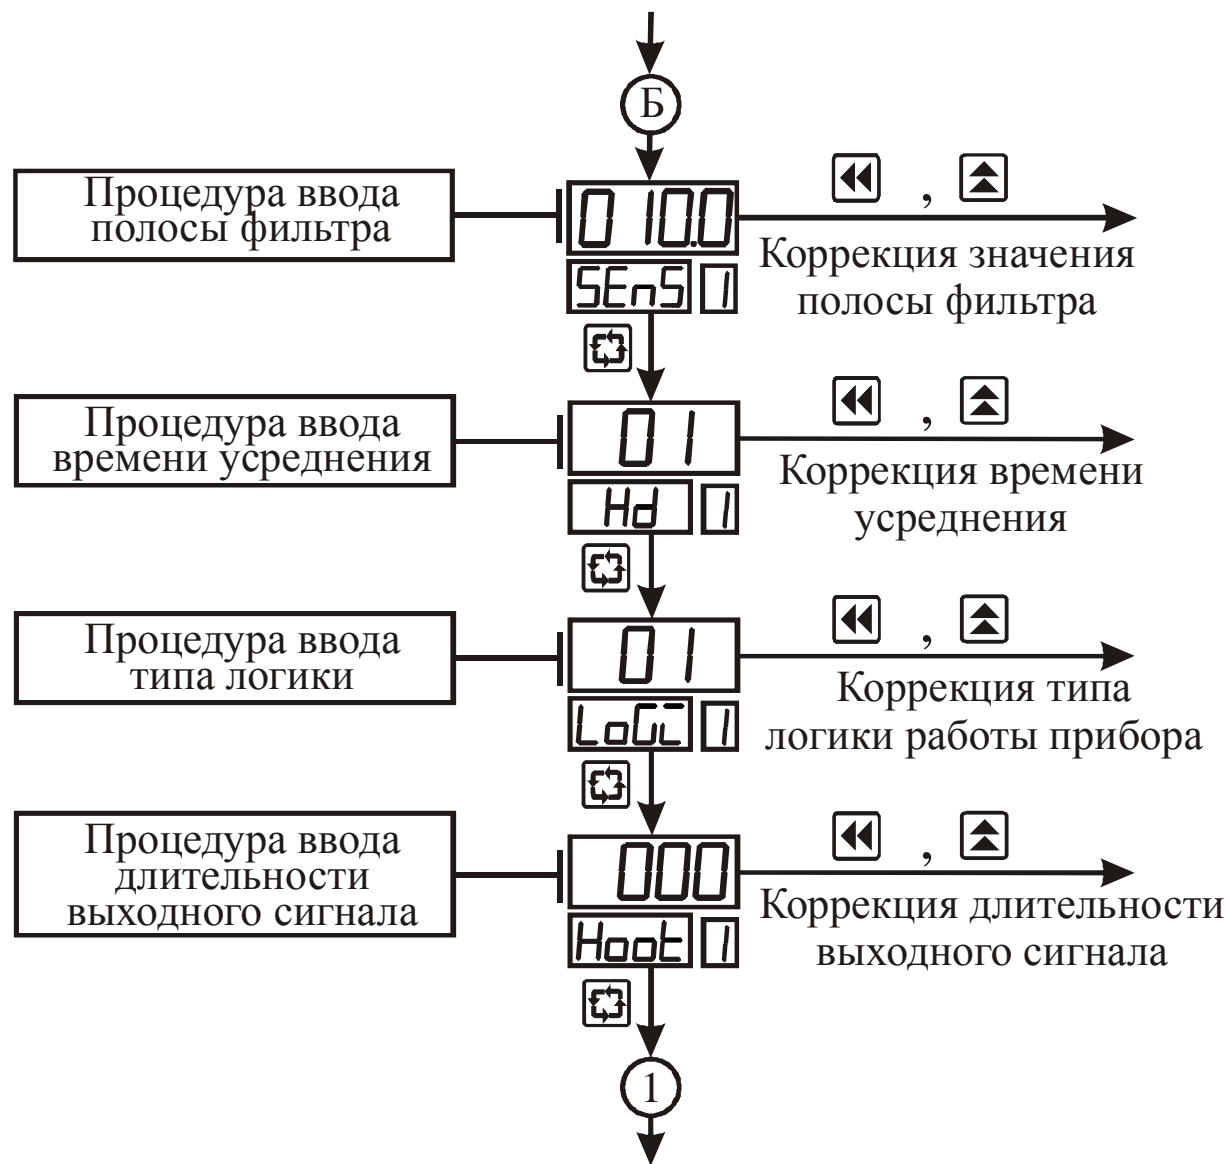 Б
Процедура ввода
полосы фильтра
010.0
SEnS 1
,
Коррекция значения
полосы фильтра
Процедура ввода
времени усреднения
01
Hd 1
,
Коррекция времени
усреднения
Процедура ввода
типа логики
01
LoGi 1
,
Коррекция типа
логики работы прибора
Процедура ввода
длительности
выходного сигнала
000
Hoot 1
,
Коррекция длительности
выходного сигнала
1